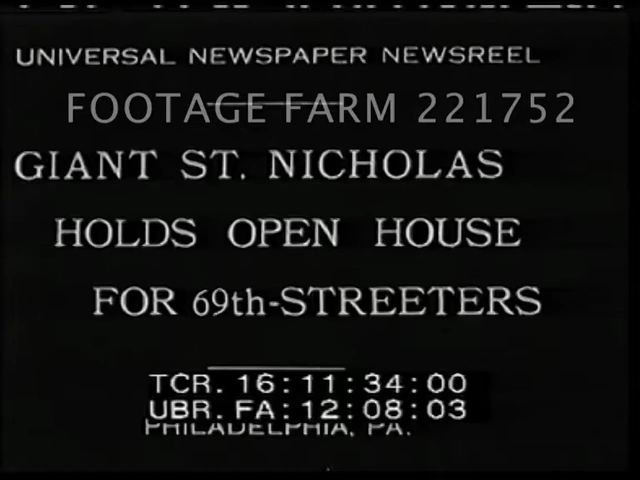 UNIVERSAL NEWSPAPER NEWSREEL
FOOTAGE FARM 221752
GIANT ST. NICHOLAS
HOLDS OPEN HOUSE
FOR 69th-STREETERS
TCR. 16:11:34:00
UBR. FA:12:08:03
PHILADELPHIA, PA.